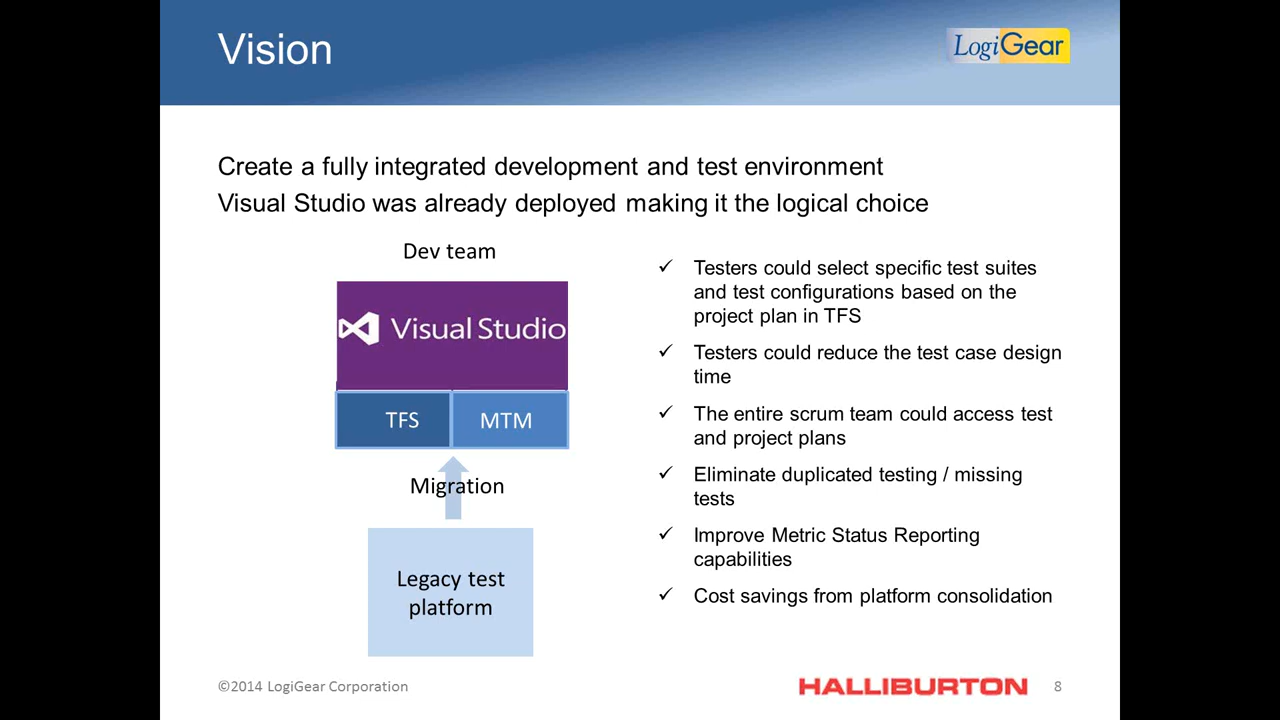 Vision
LogiGear
Create a fully integrated development and test environment
Visual Studio was already deployed making it the logical choice
Dev team
Visual Studio
TFS
MTM
Migration
Legacy test
platform
Testers could select specific test suites
and test configurations based on the
project plan in TFS
Testers could reduce the test case design
time
The entire scrum team could access test
and project plans
Eliminate duplicated testing / missing
tests
Improve Metric Status Reporting
capabilities
Cost savings from platform consolidation
©2014 LogiGear Corporation
HALLIBURTON
8